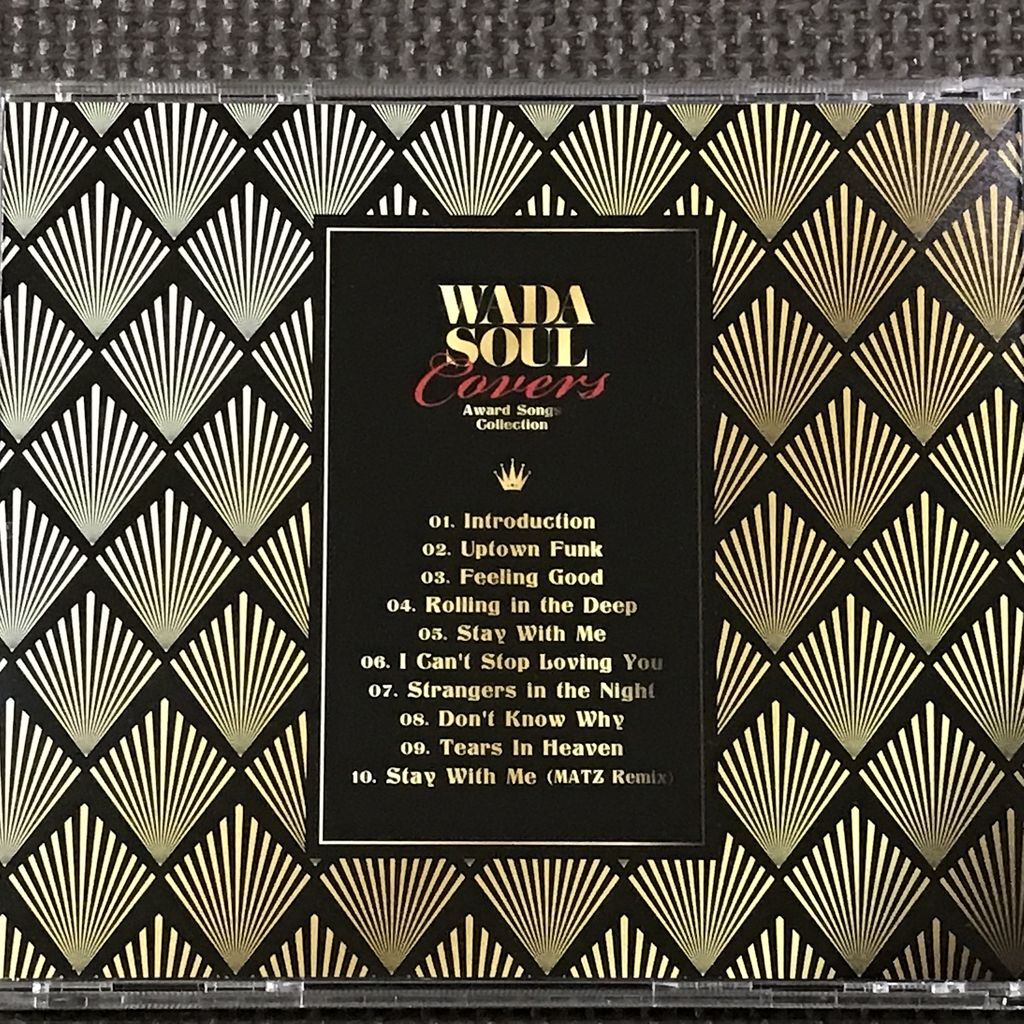 WADA
SOUL
Covers
Award Songs
Collection
01. Introduction
02. Uptown Funk
03. Feeling Good
04. Rolling in the Deep
05. Stay With Me
06. I Can't Stop Loving You
07. Strangers in the Night
08. Don't Know Why
09. Tears In Heaven
10. Stay With Me (MATZ Remix)